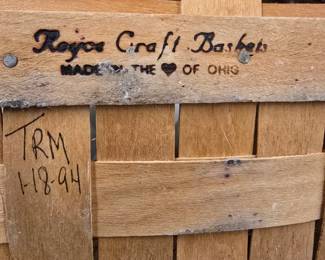 Royce Craft Baskets
MADE IN THE ♥ OF OHIO
TRM
1-18-94